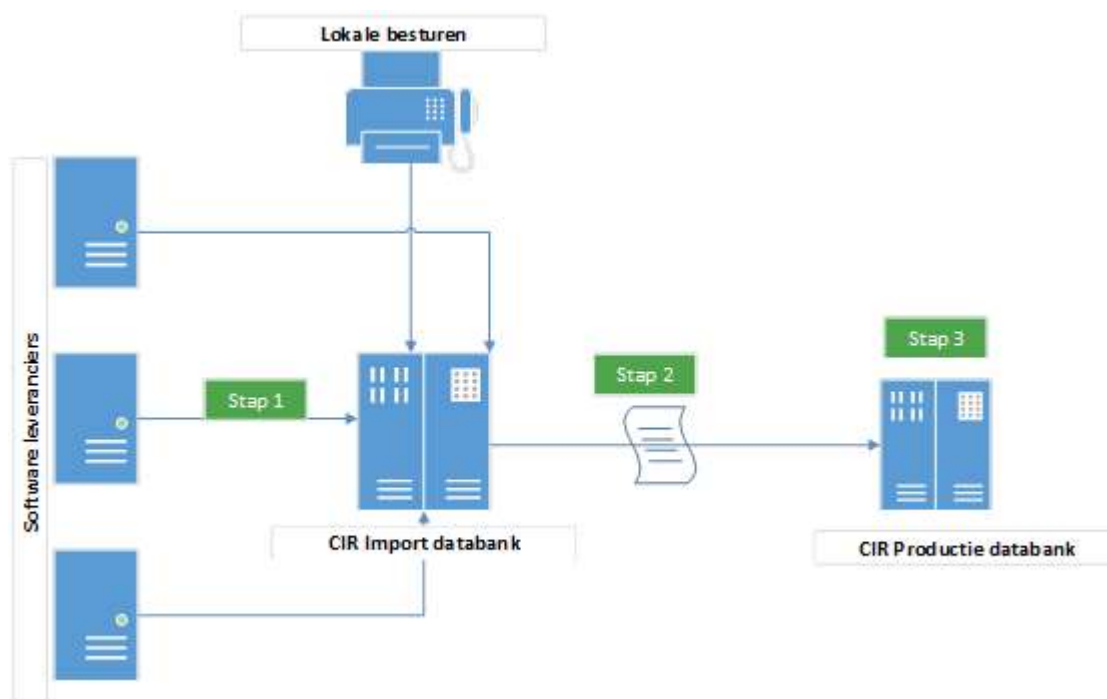 Lokale besturen
Software leveranciers
Stap 1
Stap 2
Stap 3
CIR Import databank
CIR Productie databank